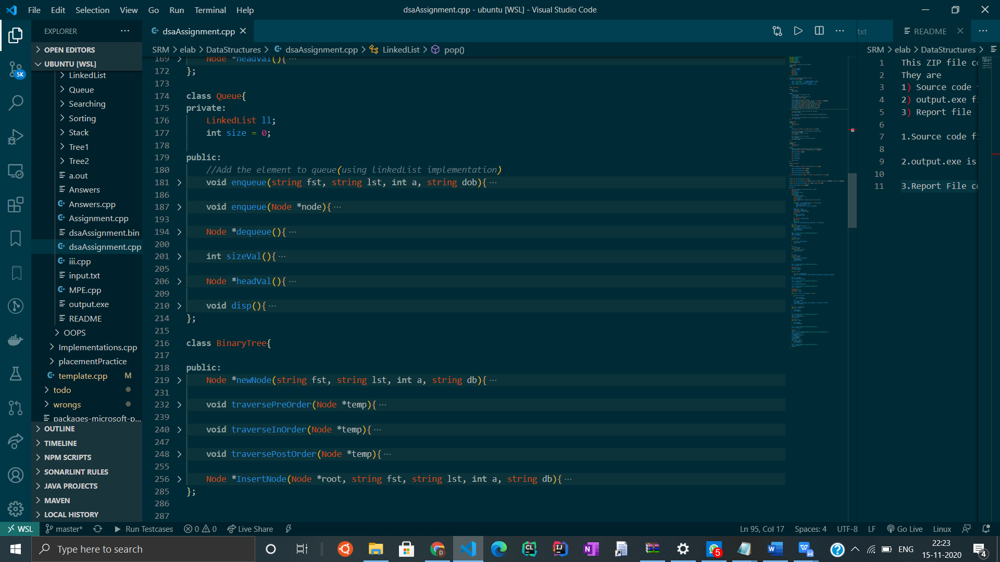 File Edit Selection View Go Run Terminal Help
dsaAssignment.cpp - ubuntu [WSL] - Visual Studio Code
EXPLORER
OPEN EDITORS
UBUNTU [WSL]
LinkedList
Queue
Searching
Sorting
Stack
Tree1
Tree2
a.out
Answers
Answers.cpp
Assignment.cpp
dsaAssignment.bin
dsaAssignment.cpp
iii.cpp
input.txt
MPE.cpp
output.exe
README
OOPS
Implementations.cpp
placementPractice
template.cpp M
todo
wrongs
packages-microsoft-p...
OUTLINE
TIMELINE
NPM SCRIPTS
SONARLINT RULES
JAVA PROJECTS
MAVEN
LOCAL HISTORY
5K
dsaAssignment.cpp
SRM > elab > DataStructures > dsaAssignment.cpp > LinkedList > pop()
169 Node *headVal(){ ...
172 };
173
174 class Queue{
175 private:
176 LinkedList ll;
177 int size = 0;
178
179 public:
180 //Add the element to queue(using linkedList implementation)
181 void enqueue(string fst, string lst, int a, string dob){ ...
186
187 void enqueue(Node *node){ ...
193
194 Node *dequeue(){ ...
200
201 int sizeVal(){ ...
205
206 Node *headVal(){ ...
209
210 void disp(){ ...
214 };
215
216 class BinaryTree{
217
218 public:
219 Node *newNode(string fst, string lst, int a, string db){ ...
231
232 void traversePreOrder(Node *temp){ ...
239
240 void traverseInOrder(Node *temp){ ...
247
248 void traversePostOrder(Node *temp){ ...
255
256 Node *InsertNode(Node *root, string fst, string lst, int a, string db){ ...
285 };
286
287
txt
README
SRM > elab > DataStructures >
1 This ZIP file co
2 They are
3 1) Source code
4 2) output.exe fi
5 3) Report file
6
7 1.Source code fi
8
9 2.output.exe is
10
11 3.Report File co
WSL master* Run Testcases 0 0 Live Share
Ln 95, Col 17 Spaces: 4 UTF-8 LF Go Live Linux
Type here to search
5
ENG
22:23
15-11-2020
4